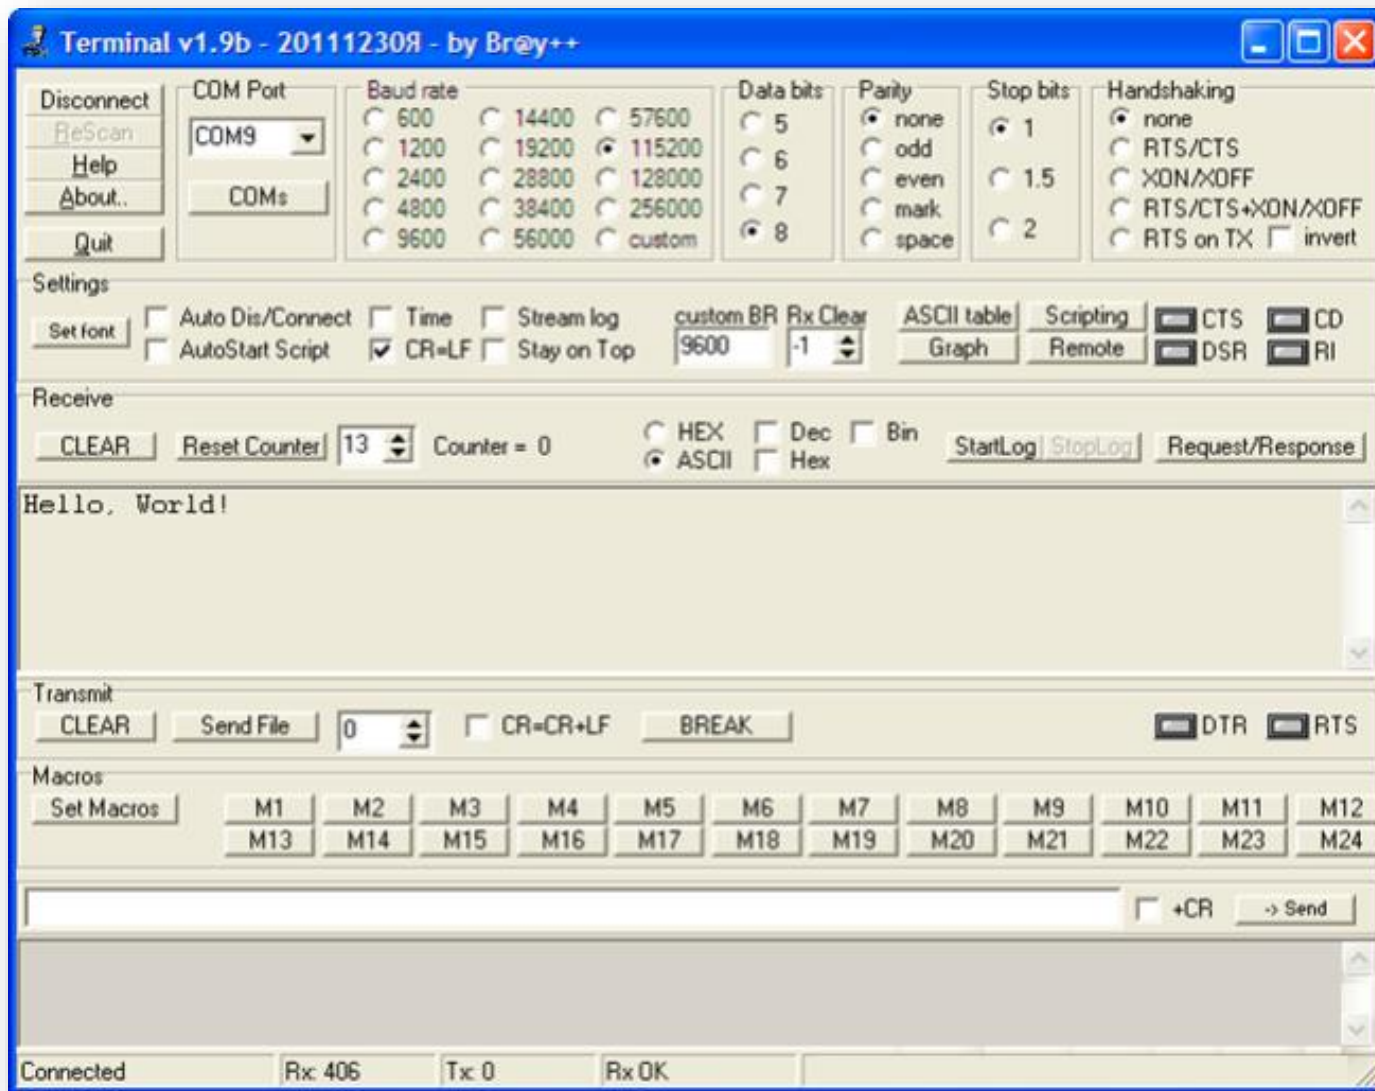 Terminal v1.9b - 20111230Я - by Br@y++
Disconnect
ReScan
Help
About..
Quit
COM Port
COM9
COMs
Baud rate
600 14400 57600
1200 19200 115200
2400 28800 128000
4800 38400 256000
9600 56000 custom
Data bits
5
6
7
8
Parity
none
odd
even
mark
space
Stop bits
1
1.5
2
Handshaking
none
RTS/CTS
XON/XOFF
RTS/CTS+XON/XOFF
RTS on TX invert
Settings
Set font
Auto Dis/Connect Time Stream log
AutoStart Script CR=LF Stay on Top
custom BR Rx Clear
9600 -1
ASCII table Scripting CTS CD
Graph Remote DSR RI
Receive
CLEAR Reset Counter 13 Counter = 0
HEX Dec Bin
ASCII Hex
StartLog StopLog Request/Response
Hello, World!
Transmit
CLEAR Send File 0 CR=CR+LF BREAK DTR RTS
Macros
Set Macros M1 M2 M3 M4 M5 M6 M7 M8 M9 M10 M11 M12
M13 M14 M15 M16 M17 M18 M19 M20 M21 M22 M23 M24
+CR -> Send
Connected Rx: 406 Tx: 0 Rx OK